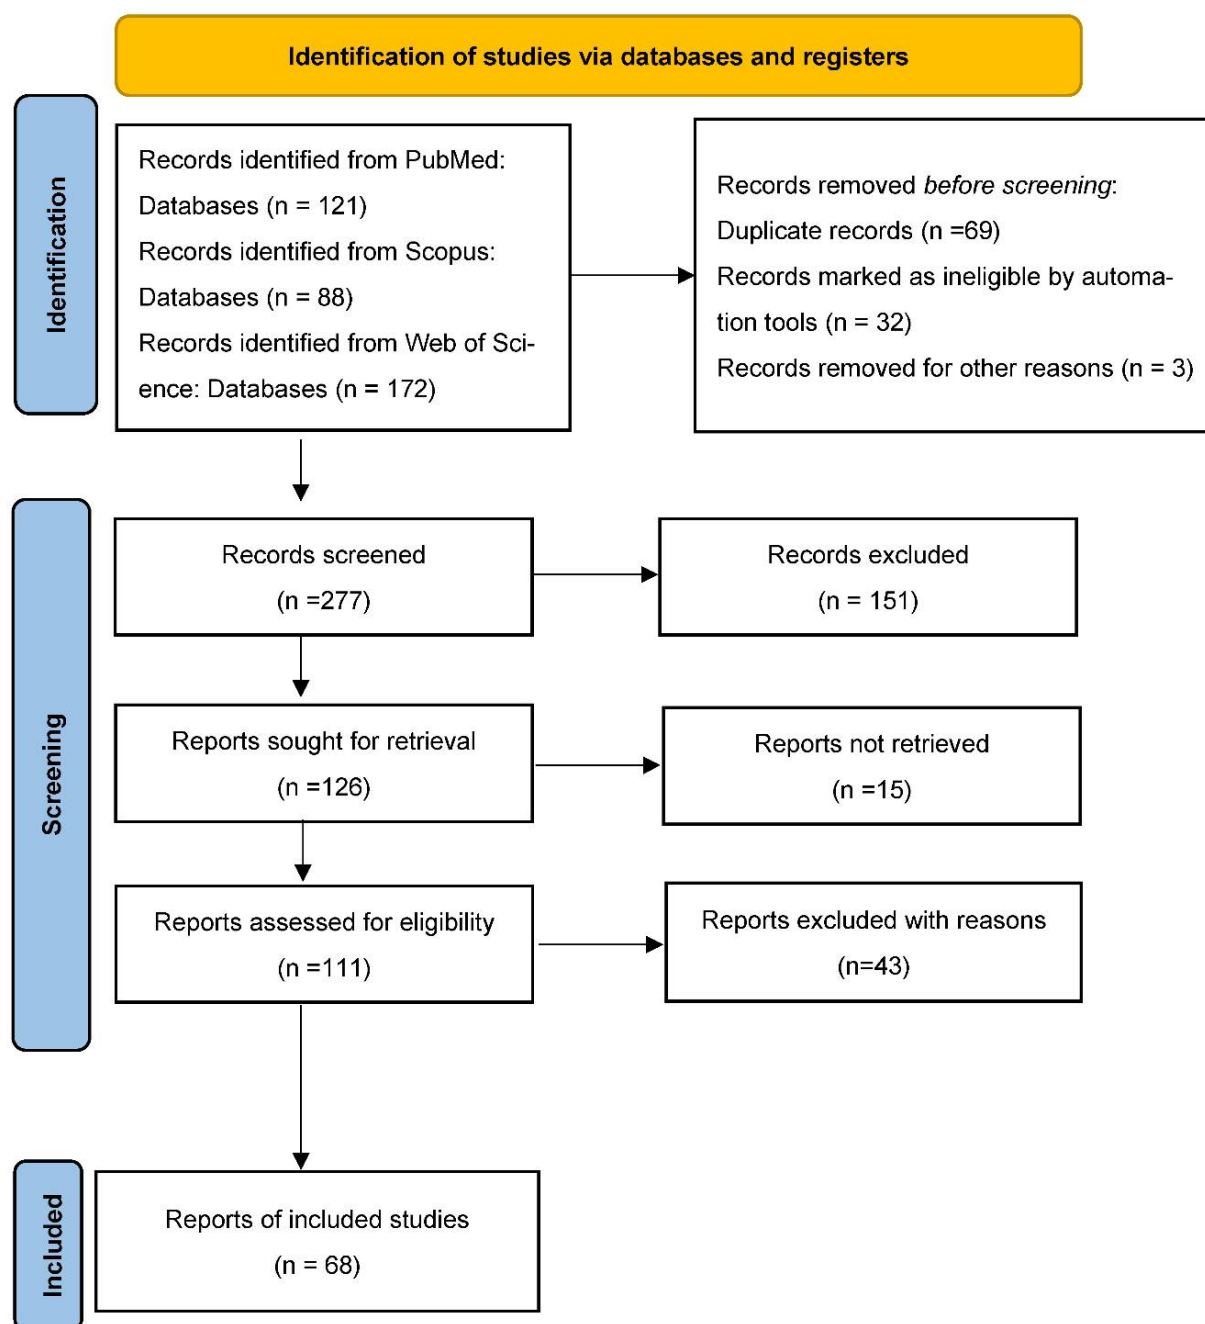 Identification of studies via databases and registers
Identification
Records identified from PubMed:
Databases (n = 121)
Records identified from Scopus:
Databases (n = 88)
Records identified from Web of Sci-
ence: Databases (n = 172)
Records removed before screening:
Duplicate records (n =69)
Records marked as ineligible by automa-
tion tools (n = 32)
Records removed for other reasons (n = 3)
Screening
Records screened
(n =277)
Records excluded
(n = 151)
Reports sought for retrieval
(n =126)
Reports not retrieved
(n =15)
Reports assessed for eligibility
(n =111)
Reports excluded with reasons
(n=43)
Included
Reports of included studies
(n = 68)